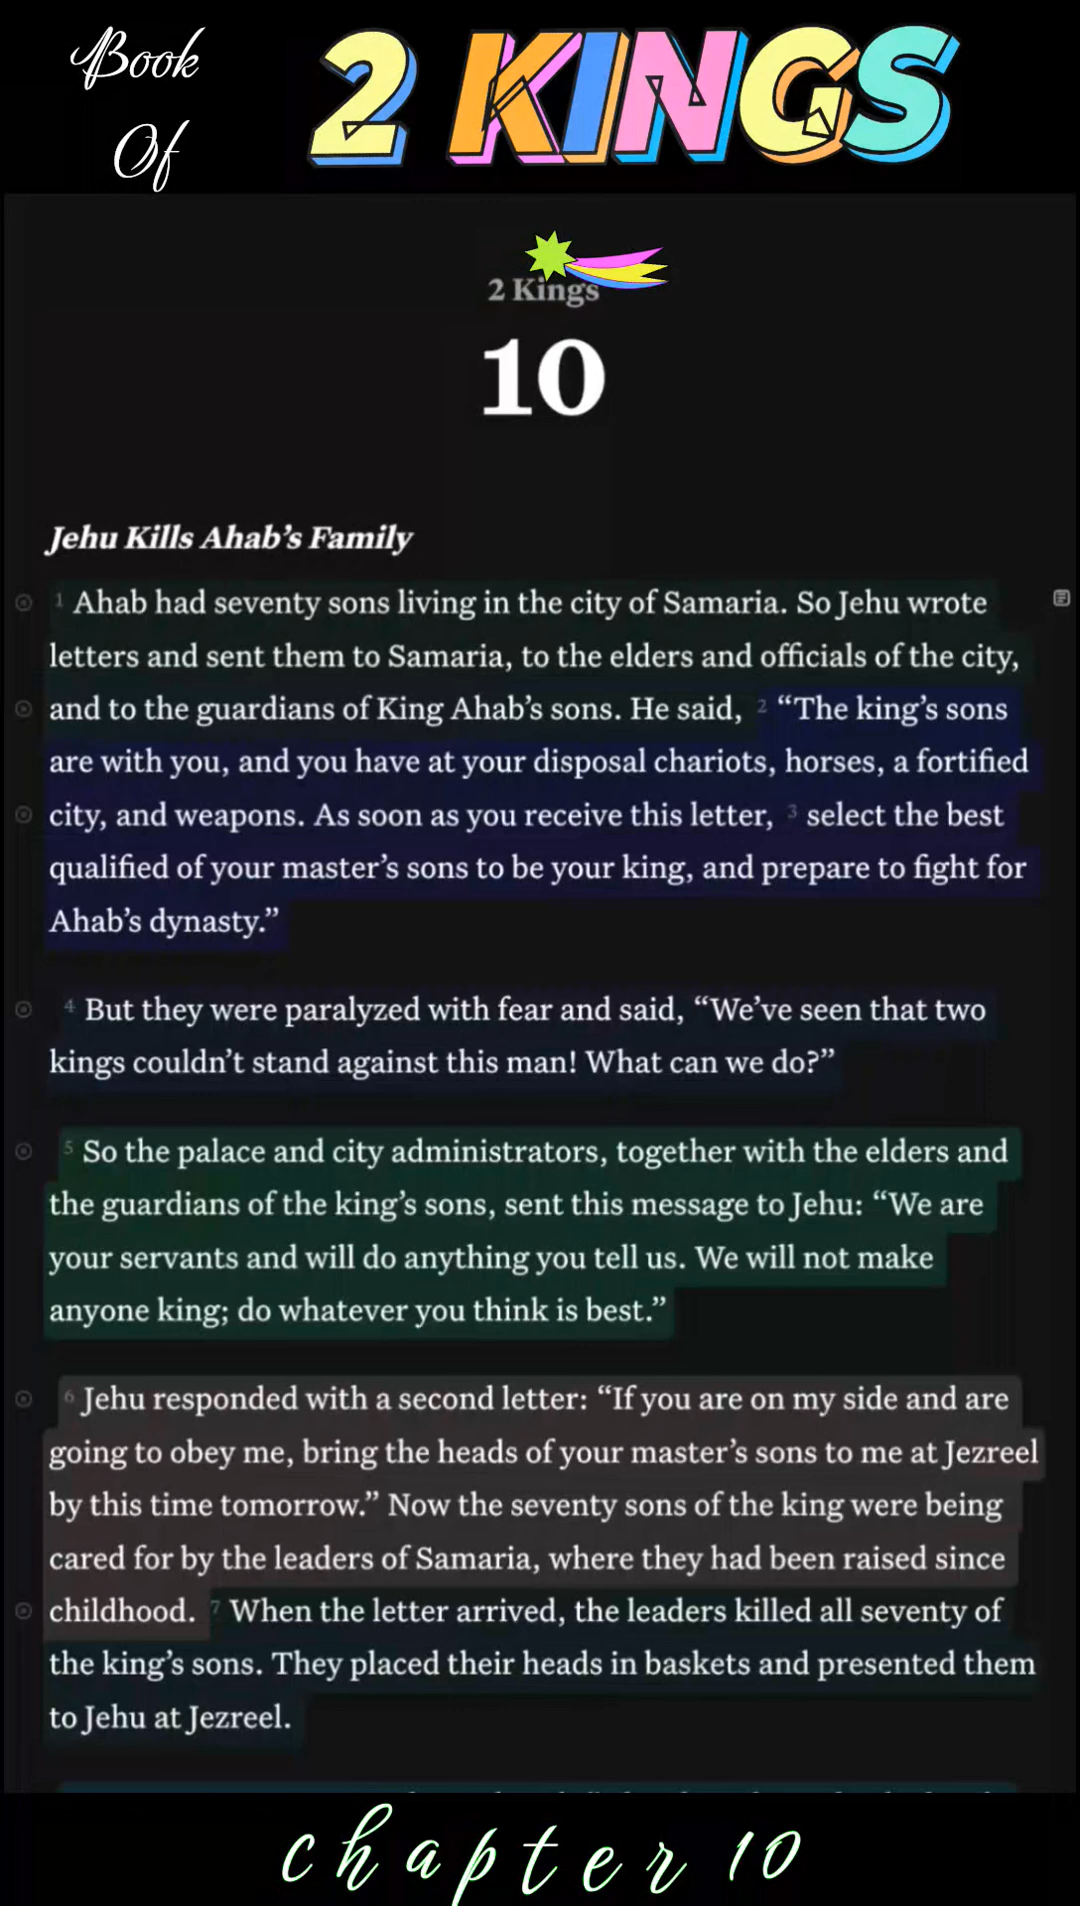 Book
Of
2 KINGS
2 Kings
10
Jehu Kills Ahab’s Family
1 Ahab had seventy sons living in the city of Samaria. So Jehu wrote
letters and sent them to Samaria, to the elders and officials of the city,
and to the guardians of King Ahab’s sons. He said, 2 “The king’s sons
are with you, and you have at your disposal chariots, horses, a fortified
city, and weapons. As soon as you receive this letter, 3 select the best
qualified of your master’s sons to be your king, and prepare to fight for
Ahab’s dynasty.”
4 But they were paralyzed with fear and said, “We’ve seen that two
kings couldn’t stand against this man! What can we do?”
5 So the palace and city administrators, together with the elders and
the guardians of the king’s sons, sent this message to Jehu: “We are
your servants and will do anything you tell us. We will not make
anyone king; do whatever you think is best.”
6 Jehu responded with a second letter: “If you are on my side and are
going to obey me, bring the heads of your master’s sons to me at Jezreel
by this time tomorrow.” Now the seventy sons of the king were being
cared for by the leaders of Samaria, where they had been raised since
childhood. 7 When the letter arrived, the leaders killed all seventy of
the king’s sons. They placed their heads in baskets and presented them
to Jehu at Jezreel.
chapter 10